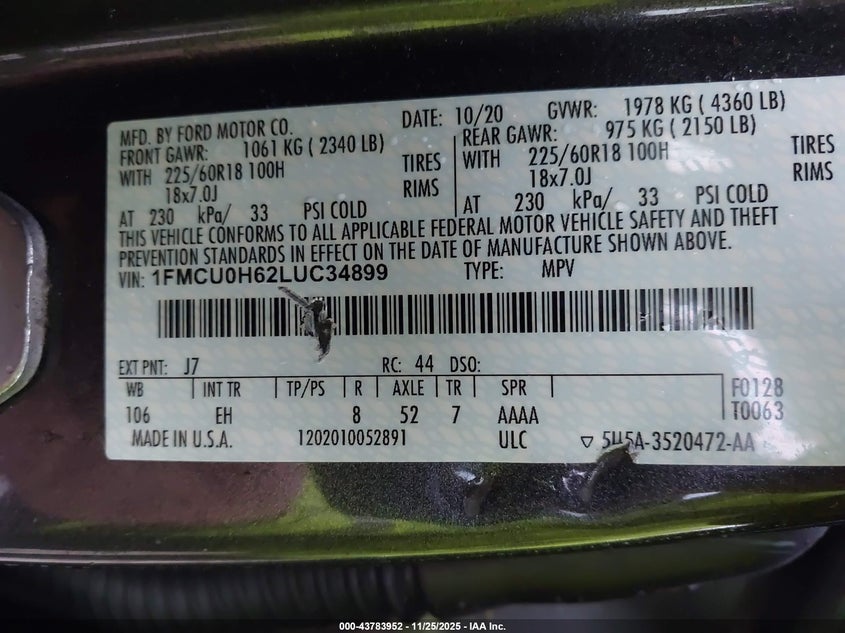 MFD. BY FORD MOTOR CO. DATE: 10/20 GVWR: 1978 KG ( 4360 LB)
FRONT GAWR: 1061 KG ( 2340 LB) REAR GAWR: 975 KG ( 2150 LB)
WITH 225/60R18 100H TIRES WITH 225/60R18 100H TIRES
18x7.0J RIMS 18x7.0J RIMS
AT 230 kPa/ 33 PSI COLD AT 230 kPa/ 33 PSI COLD
THIS VEHICLE CONFORMS TO ALL APPLICABLE FEDERAL MOTOR VEHICLE SAFETY AND THEFT
PREVENTION STANDARDS IN EFFECT ON THE DATE OF MANUFACTURE SHOWN ABOVE.
VIN: 1FMCU0H62LUC34899 TYPE: MPV
EXT PNT: J7 RC: 44 DSO:
WB INT TR TP/PS R AXLE TR SPR F0128
106 EH 8 52 7 AAAA T0063
MADE IN U.S.A. 1202010052891 ULC 5U5A-3520472-AA
000-43783952 - 11/25/2025 - IAA Inc.